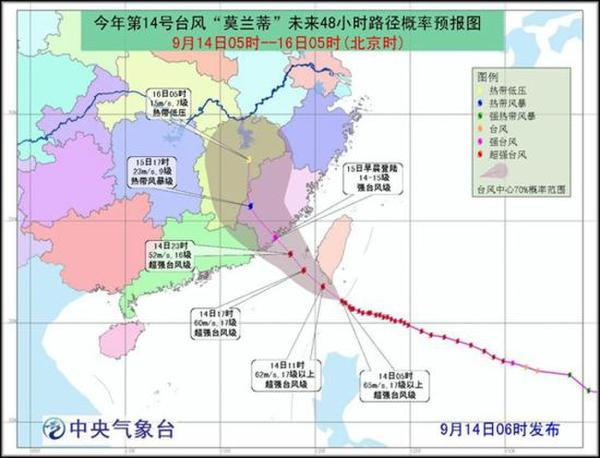 今年第14号台风“莫兰蒂”未来48小时路径概率预报图
9月14日05时--16日05时(北京时)
图例
热带低压
热带风暴
强热带风暴
台风
强台风
超强台风
台风中心70%概率范围
16日05时
15m/s,7级
热带低压
15日17时
23m/s,9级
热带风暴级
15日早晨登陆
14-15级
强台风级
14日23时
52m/s,16级
超强台风级
14日17时
60m/s,17级
超强台风级
14日11时
62m/s,17级以上
超强台风级
14日05时
65m/s,17级以上
超强台风级
中央气象台
9月14日06时发布